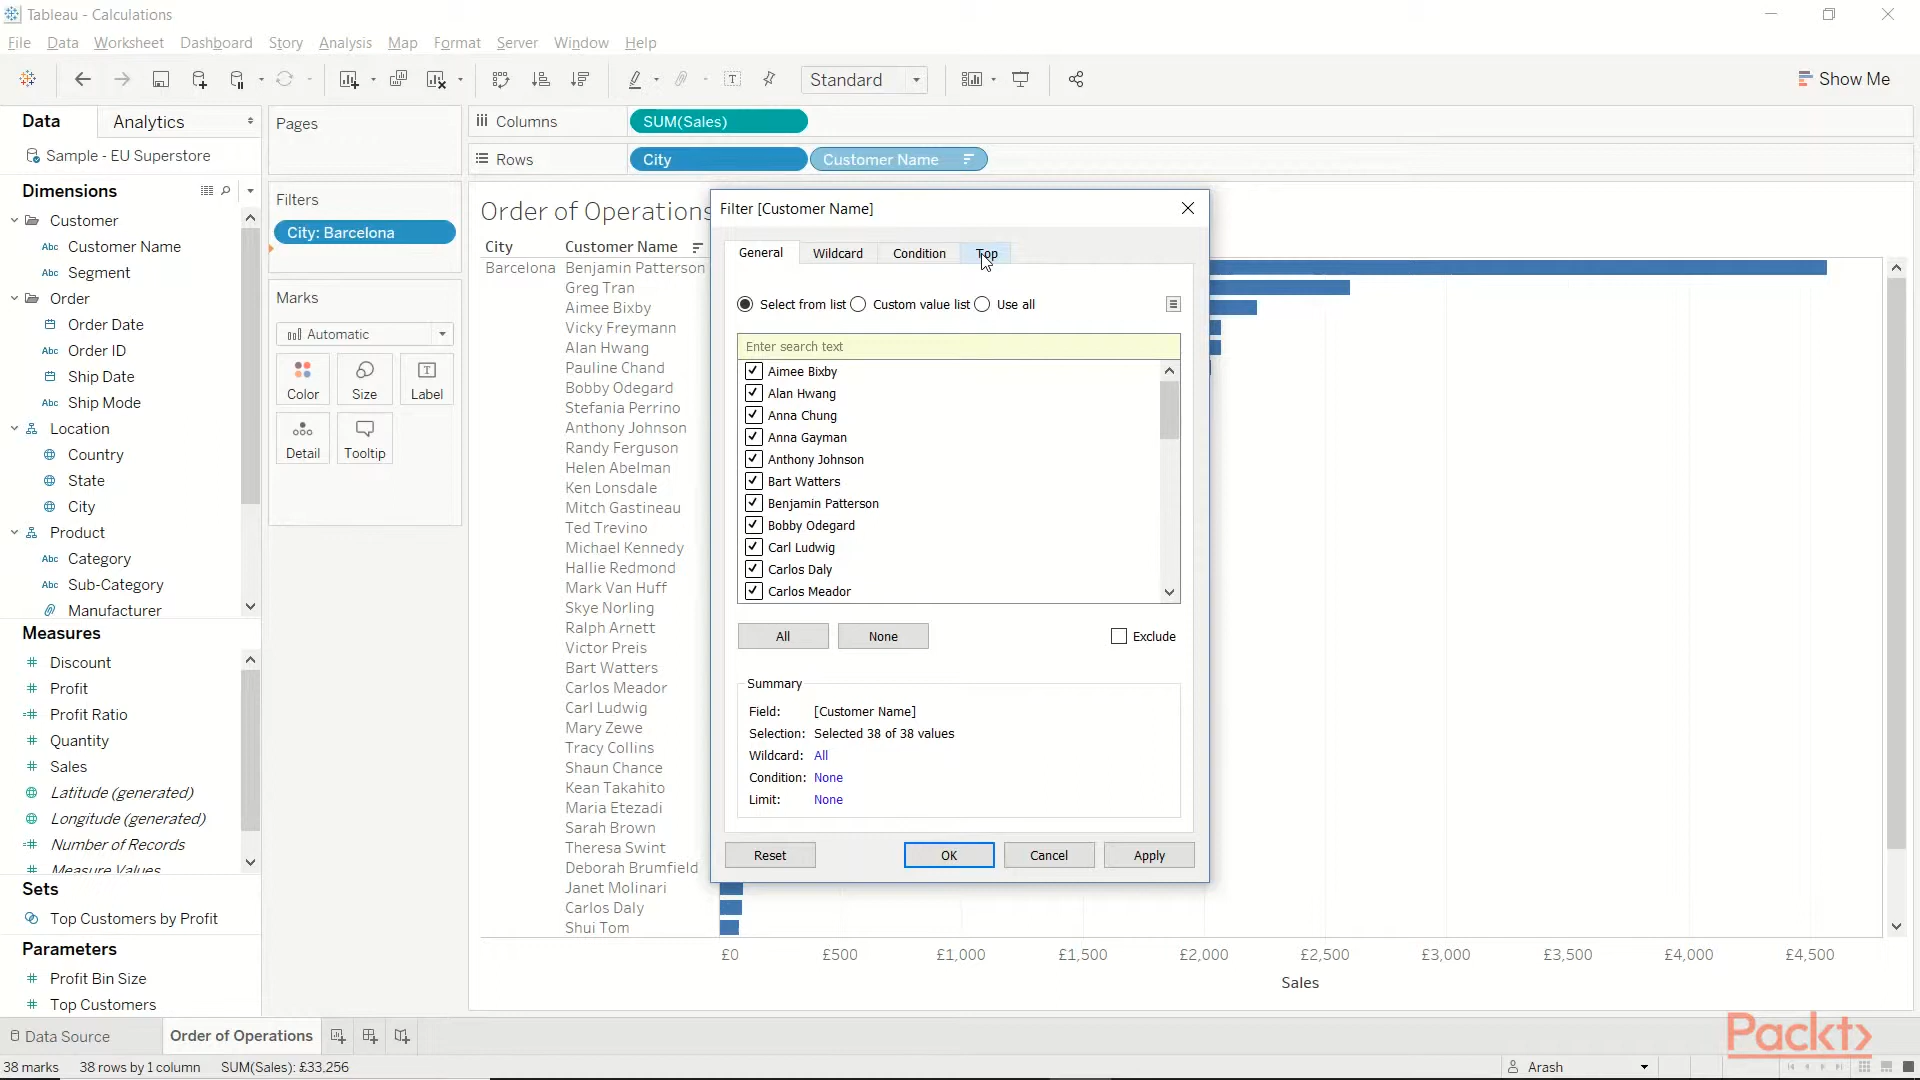 Tableau - Calculations
File Data Worksheet Dashboard Story Analysis Map Format Server Window Help
Standard
Show Me
Data
Analytics
Sample - EU Superstore
Dimensions
Customer
Abc Customer Name
Abc Segment
Order
Order Date
Abc Order ID
Ship Date
Abc Ship Mode
Location
Country
State
City
Product
Abc Category
Abc Sub-Category
Manufacturer
Measures
Discount
Profit
Profit Ratio
Quantity
Sales
Latitude (generated)
Longitude (generated)
Number of Records
Measure Values
Sets
Top Customers by Profit
Parameters
Profit Bin Size
Top Customers
Pages
Filters
City: Barcelona
Marks
Automatic
Color
Size
Label
Detail
Tooltip
Columns
SUM(Sales)
Rows
City
Customer Name
Order of Operations
City
Customer Name
Barcelona
Benjamin Patterson
Greg Tran
Aimee Bixby
Vicky Freymann
Alan Hwang
Pauline Chand
Bobby Odegard
Stefania Perrino
Anthony Johnson
Randy Ferguson
Helen Abelman
Ken Lonsdale
Mitch Gastineau
Ted Trevino
Michael Kennedy
Hallie Redmond
Mark Van Huff
Skye Norling
Ralph Arnett
Victor Preis
Bart Watters
Carlos Meador
Carl Ludwig
Mary Zewe
Tracy Collins
Shaun Chance
Kean Takahito
Maria Etezadi
Sarah Brown
Theresa Swint
Deborah Brumfield
Janet Molinari
Carlos Daly
Shui Tom
£0 £500 £1,000 £1,500 £2,000 £2,500 £3,000 £3,500 £4,000 £4,500
Sales
Filter [Customer Name]
General
Wildcard
Condition
Top
Select from list
Custom value list
Use all
Enter search text
Aimee Bixby
Alan Hwang
Anna Chung
Anna Gayman
Anthony Johnson
Bart Watters
Benjamin Patterson
Bobby Odegard
Carl Ludwig
Carlos Daly
Carlos Meador
All
None
Exclude
Summary
Field: [Customer Name]
Selection: Selected 38 of 38 values
Wildcard: All
Condition: None
Limit: None
Reset
OK
Cancel
Apply
Data Source
Order of Operations
38 marks
38 rows by 1 column
SUM(Sales): £33,256
Arash
Packt>